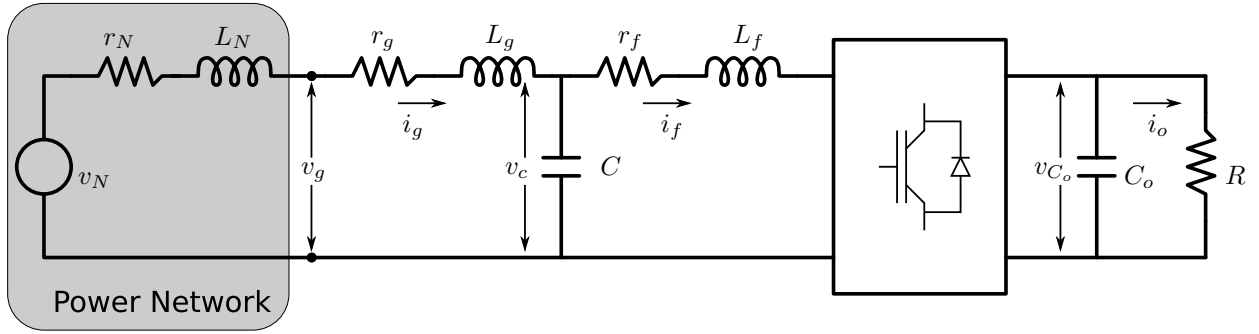 r_N
L_N
r_g
L_g
r_f
L_f
i_g
i_f
i_o
v_N
v_g
v_c
C
v_{C_o}
C_o
R
Power Network